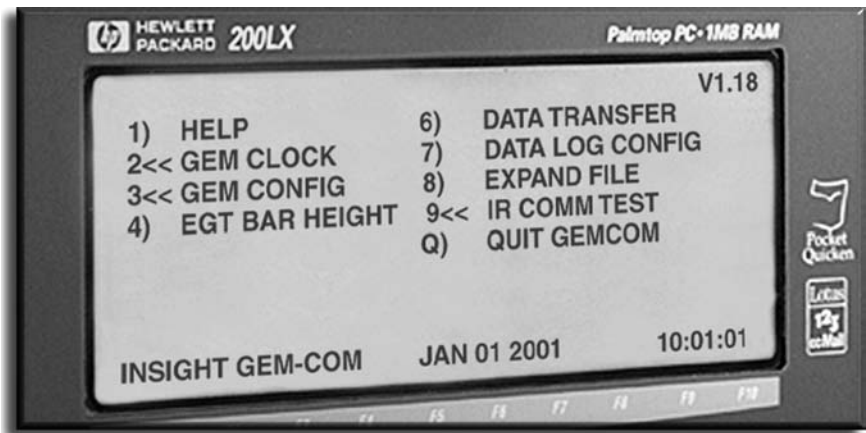 hp HEWLETT
PACKARD 200LX
Palmtop PC • 1MB RAM
V1.18
1) HELP
2<< GEM CLOCK
3<< GEM CONFIG
4) EGT BAR HEIGHT
6) DATA TRANSFER
7) DATA LOG CONFIG
8) EXPAND FILE
9<< IR COMM TEST
Q) QUIT GEMCOM
INSIGHT GEM-COM JAN 01 2001 10:01:01
Pocket
Quicken
Lotus
123
cc:Mail
F4 F5 F6 F7 F8 F9 F10